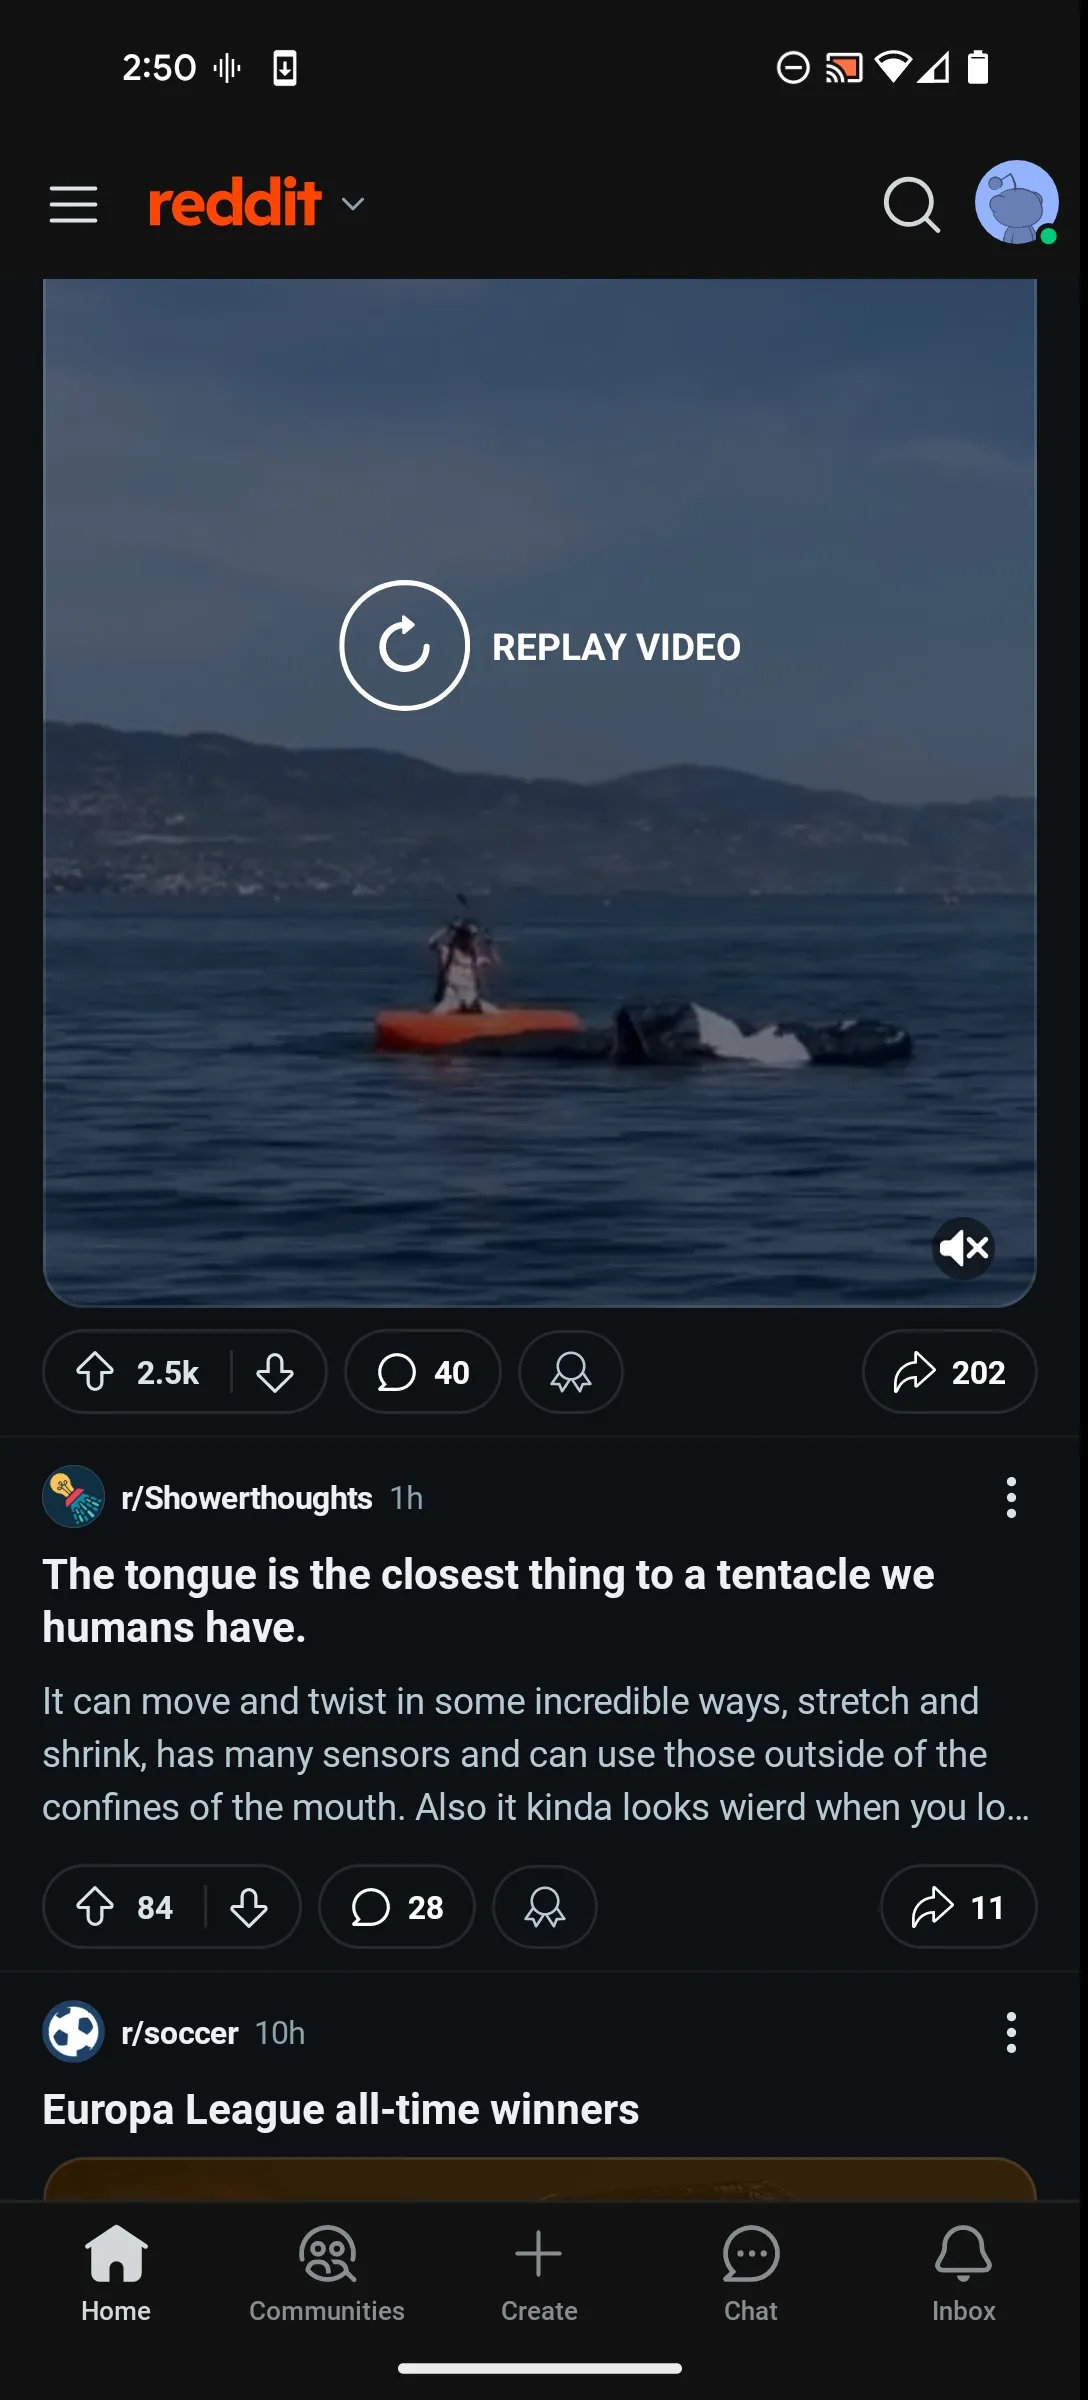 2:50
reddit
REPLAY VIDEO
2.5k
40
202
r/Showerthoughts 1h
The tongue is the closest thing to a tentacle we
humans have.
It can move and twist in some incredible ways, stretch and
shrink, has many sensors and can use those outside of the
confines of the mouth. Also it kinda looks wierd when you lo...
84
28
11
r/soccer 10h
Europa League all-time winners
Home
Communities
Create
Chat
Inbox